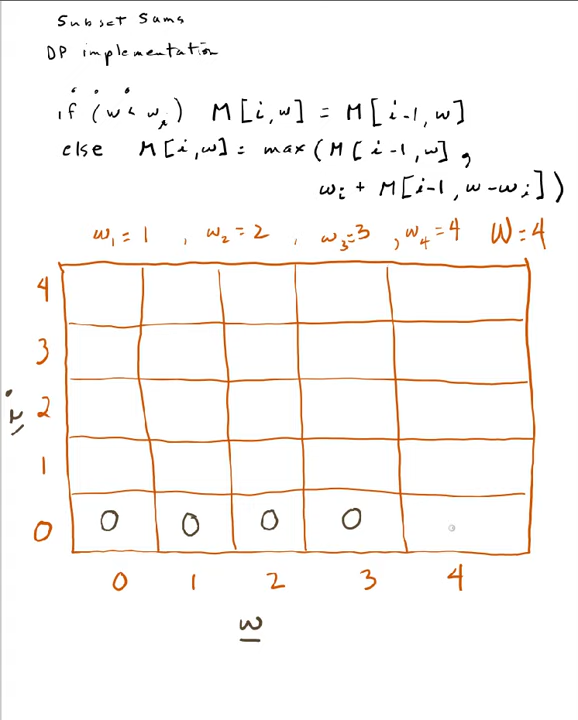 Subset Sums
DP implementation
if (w < wᵢ) M[i,w] = M[i-1,w]
else M[i,w] = max(M[i-1,w],
wᵢ + M[i-1, w-wᵢ])
w₁=1, w₂=2, w₃=3, w₄=4 W=4
4
3
2
i
1
0 0 0 0 0
0 1 2 3 4
w